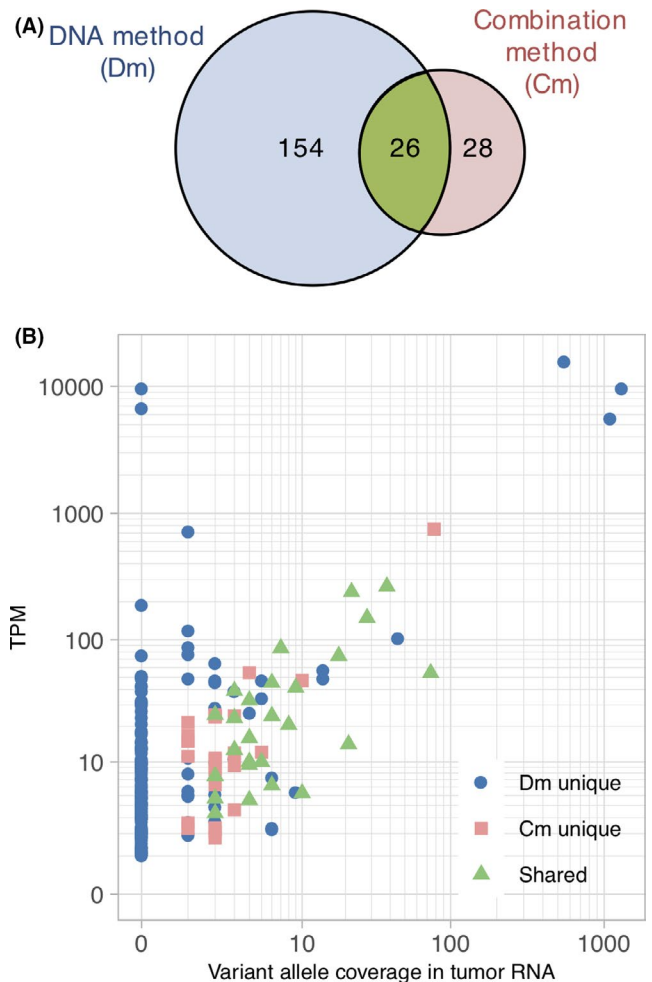 (A)
DNA method
(Dm)
Combination
method
(Cm)
154
26
28
(B)
10000
1000
100
10
0
TPM
Dm unique
Cm unique
Shared
0
10
100
1000
Variant allele coverage in tumor RNA